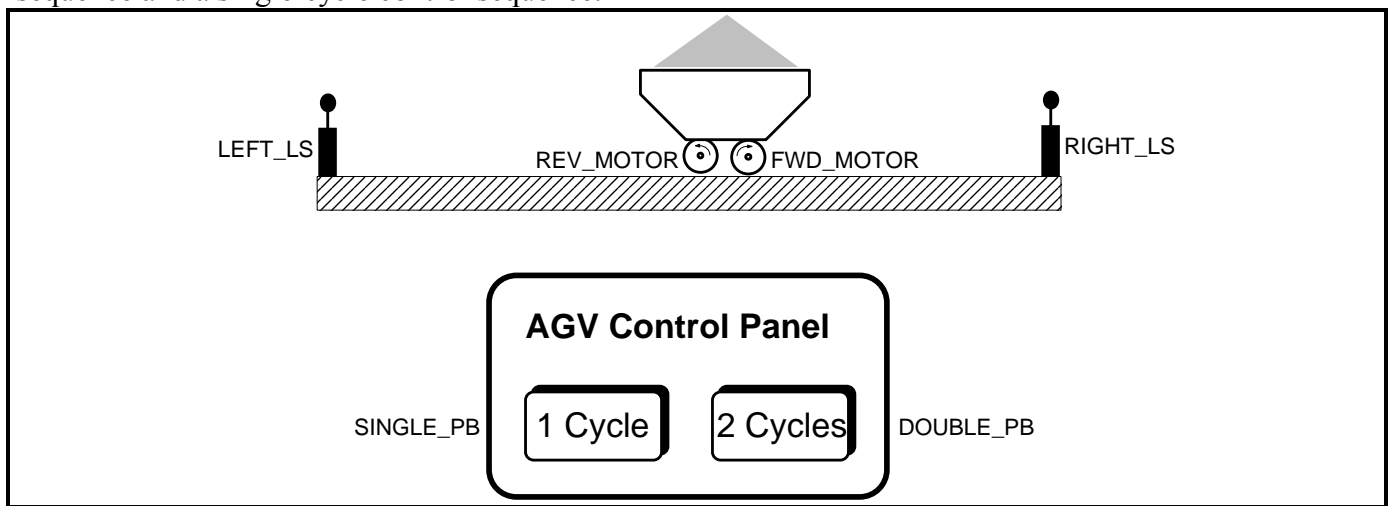 LEFT_LS
REV_MOTOR
FWD_MOTOR
RIGHT_LS
AGV Control Panel
SINGLE_PB
1 Cycle
2 Cycles
DOUBLE_PB